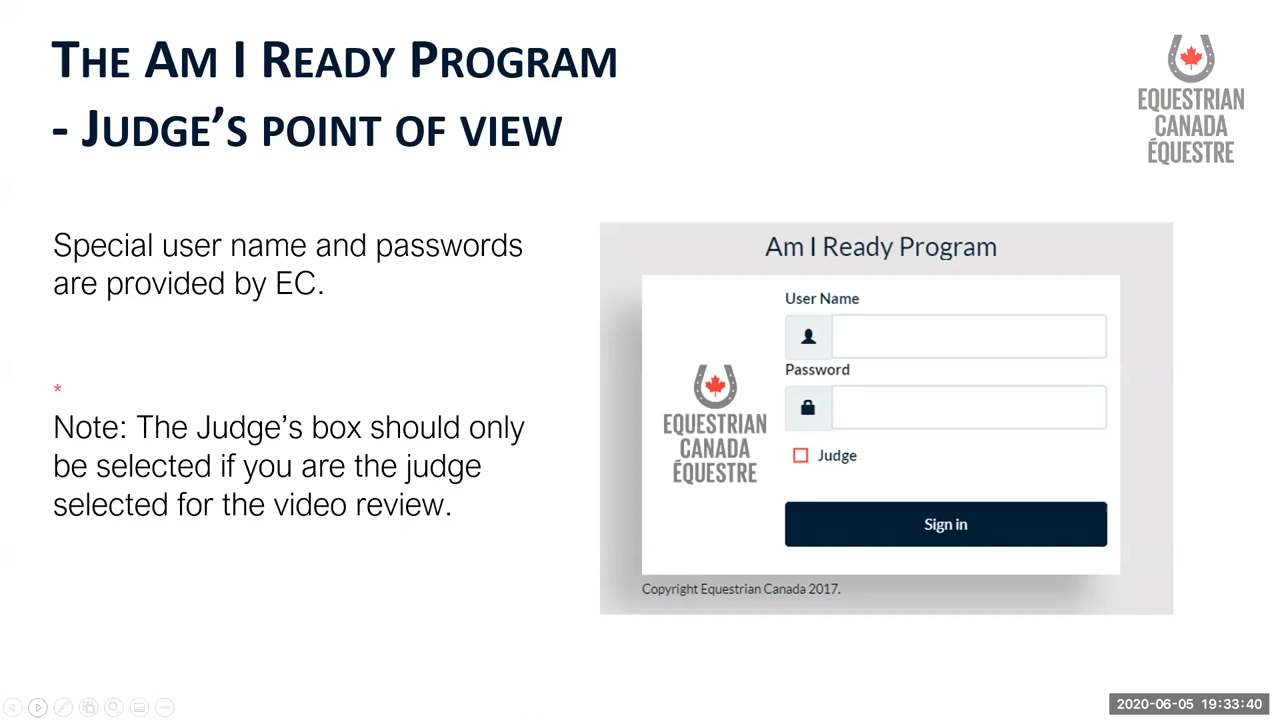 THE AM I READY PROGRAM
- JUDGE'S POINT OF VIEW
EQUESTRIAN
CANADA
ÉQUESTRE
Special user name and passwords
are provided by EC.
*
Note: The Judge's box should only
be selected if you are the judge
selected for the video review.
Am I Ready Program
User Name
Password
EQUESTRIAN
CANADA
ÉQUESTRE
Judge
Sign in
Copyright Equestrian Canada 2017.
2020-06-05 19:33:40